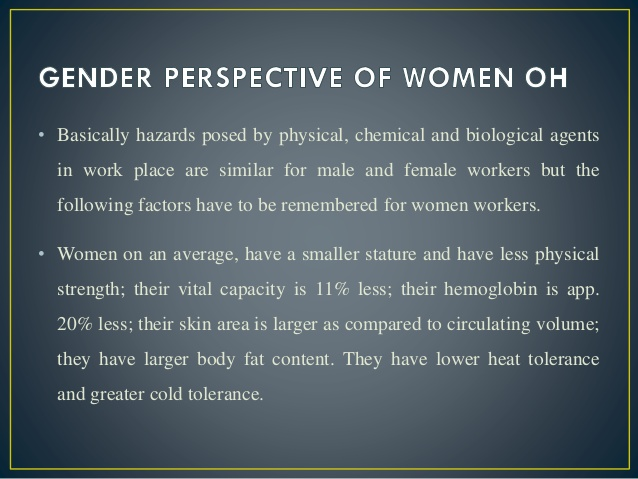 GENDER PERSPECTIVE OF WOMEN OH
• Basically hazards posed by physical, chemical and biological agents
in work place are similar for male and female workers but the
following factors have to be remembered for women workers.
• Women on an average, have a smaller stature and have less physical
strength; their vital capacity is 11% less; their hemoglobin is app.
20% less; their skin area is larger as compared to circulating volume;
they have larger body fat content. They have lower heat tolerance
and greater cold tolerance.